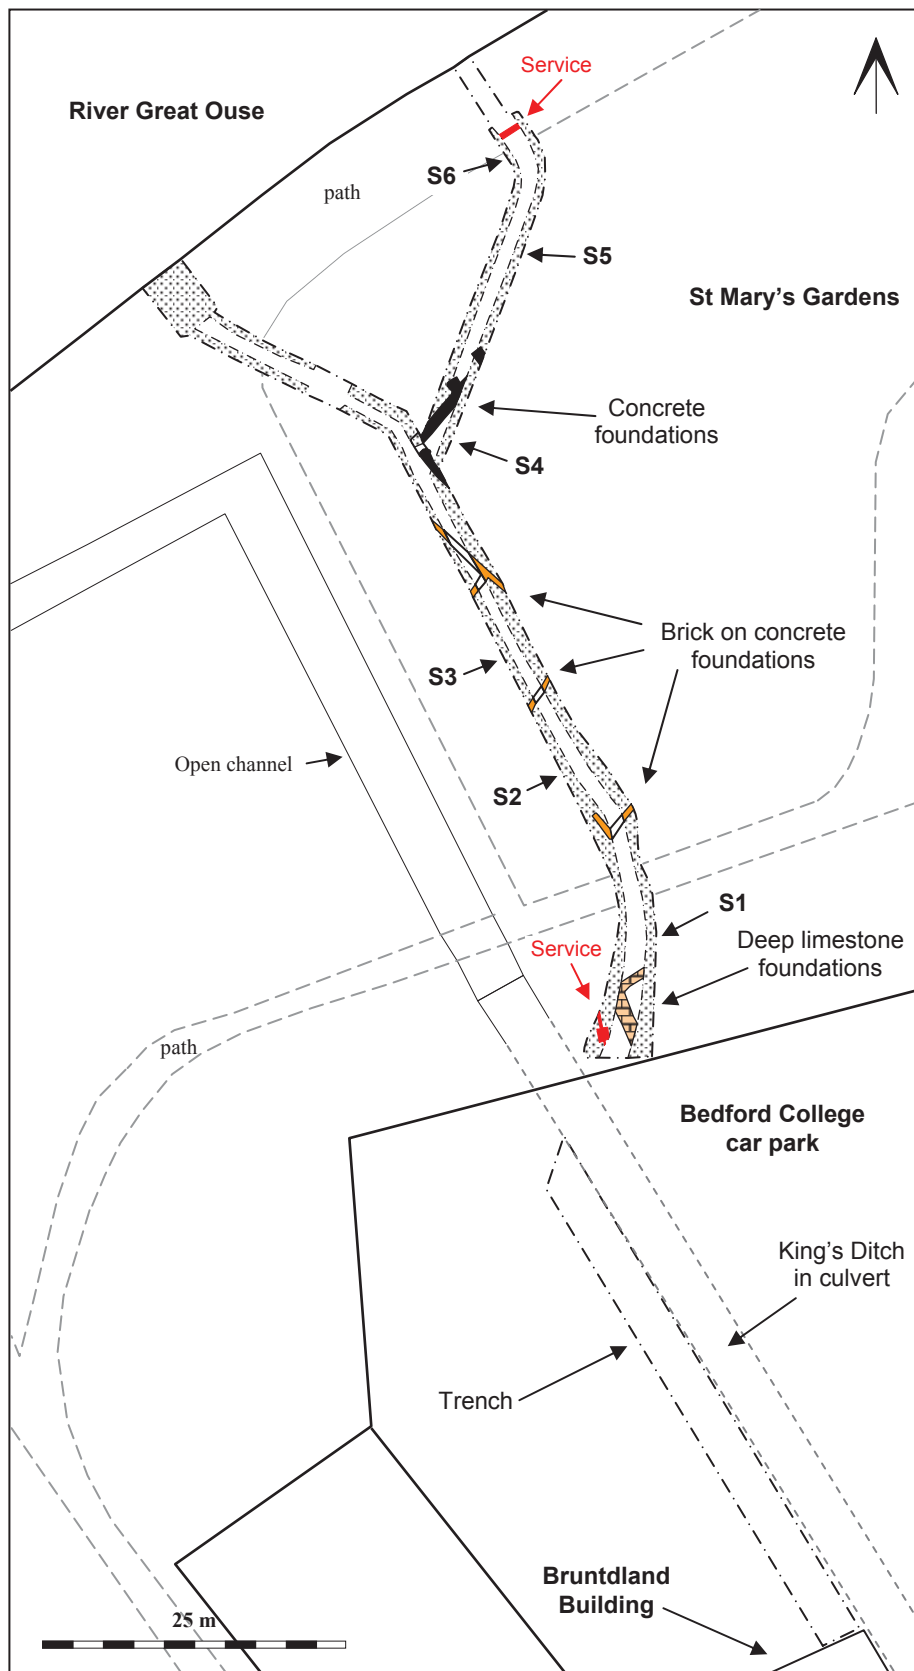 Service
River Great Ouse
S6
path
S5
St Mary's Gardens
Concrete
foundations
S4
Brick on concrete
foundations
S3
Open channel
S2
S1
Service
Deep limestone
foundations
path
Bedford College
car park
King's Ditch
in culvert
Trench
Bruntdland
Building
25 m